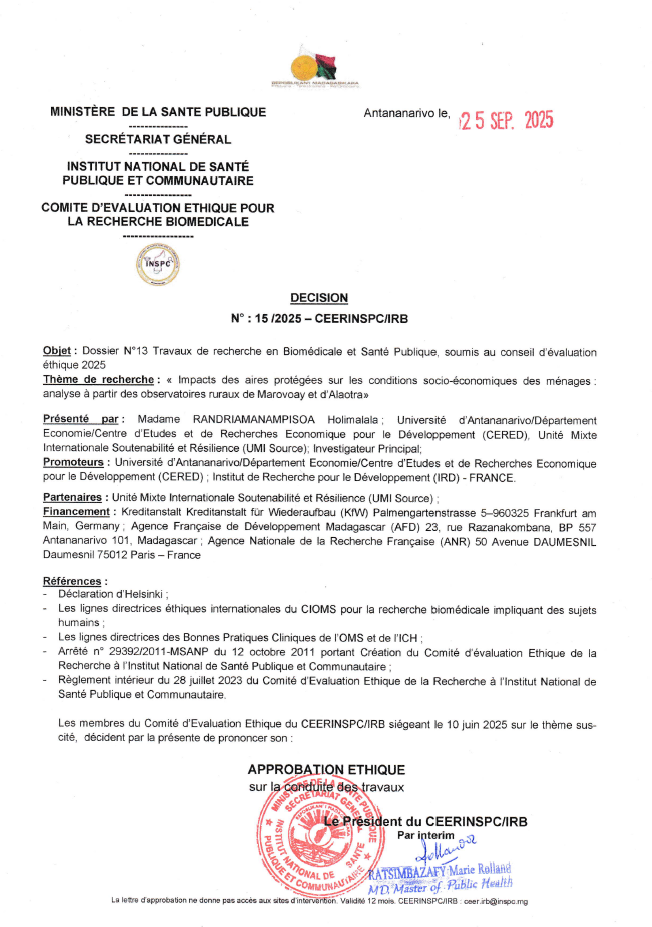 REPOBLIKAN'I MADAGASIKARA
MINISTÈRE DE LA SANTE PUBLIQUE
---------------
SECRÉTARIAT GÉNÉRAL
---------------
INSTITUT NATIONAL DE SANTÉ
PUBLIQUE ET COMMUNAUTAIRE
-----------------
COMITE D'EVALUATION ETHIQUE POUR
LA RECHERCHE BIOMEDICALE
------------------
Antananarivo le, 25 SEP. 2025
INSPC
DECISION
N° : 15 /2025 – CEERINSPC/IRB
Objet : Dossier N°13 Travaux de recherche en Biomédicale et Santé Publique, soumis au conseil d'évaluation
éthique 2025
Thème de recherche : « Impacts des aires protégées sur les conditions socio-économiques des ménages :
analyse à partir des observatoires ruraux de Marovoay et d'Alaotra»
Présenté par : Madame RANDRIAMANAMPISOA Holimalala ; Université d'Antananarivo/Département
Economie/Centre d'Etudes et de Recherches Economique pour le Développement (CERED), Unité Mixte
Internationale Soutenabilité et Résilience (UMI Source); Investigateur Principal;
Promoteurs : Université d'Antananarivo/Département Economie/Centre d'Etudes et de Recherches Economique
pour le Développement (CERED) ; Institut de Recherche pour le Développement (IRD) - FRANCE.
Partenaires : Unité Mixte Internationale Soutenabilité et Résilience (UMI Source) ;
Financement : Kreditanstalt Kreditanstalt für Wiederaufbau (KfW) Palmengartenstrasse 5–960325 Frankfurt am
Main, Germany ; Agence Française de Développement Madagascar (AFD) 23, rue Razanakombana, BP 557
Antananarivo 101, Madagascar ; Agence Nationale de la Recherche Française (ANR) 50 Avenue DAUMESNIL
Daumesnil 75012 Paris – France
Références :
- Déclaration d'Helsinki ;
- Les lignes directrices éthiques internationales du CIOMS pour la recherche biomédicale impliquant des sujets
humains ;
- Les lignes directrices des Bonnes Pratiques Cliniques de l'OMS et de l'ICH ;
- Arrêté n° 29392/2011-MSANP du 12 octobre 2011 portant Création du Comité d'évaluation Ethique de la
Recherche à l'Institut National de Santé Publique et Communautaire ;
- Règlement intérieur du 28 juillet 2023 du Comité d'Evaluation Ethique de la Recherche à l'Institut National de
Santé Publique et Communautaire.
Les membres du Comité d'Evaluation Ethique du CEERINSPC/IRB siégeant le 10 juin 2025 sur le thème sus-
cité, décident par la présente de prononcer son :
APPROBATION ETHIQUE
sur la conduite des travaux
MINISTERE DE LA SANTE PUBLIQUE
SECRETARIAT GENERAL
INSTITUT NATIONAL DE SANTE
PUBLIQUE ET COMMUNAUTAIRE
Le Président du CEERINSPC/IRB
Par interim
RATSIMBAZAFY Marie Rolland
MD. Master of Public Health
La lettre d'approbation ne donne pas accès aux sites d'intervention. Validité 12 mois. CEERINSPC/IRB : ceer.irb@inspc.mg